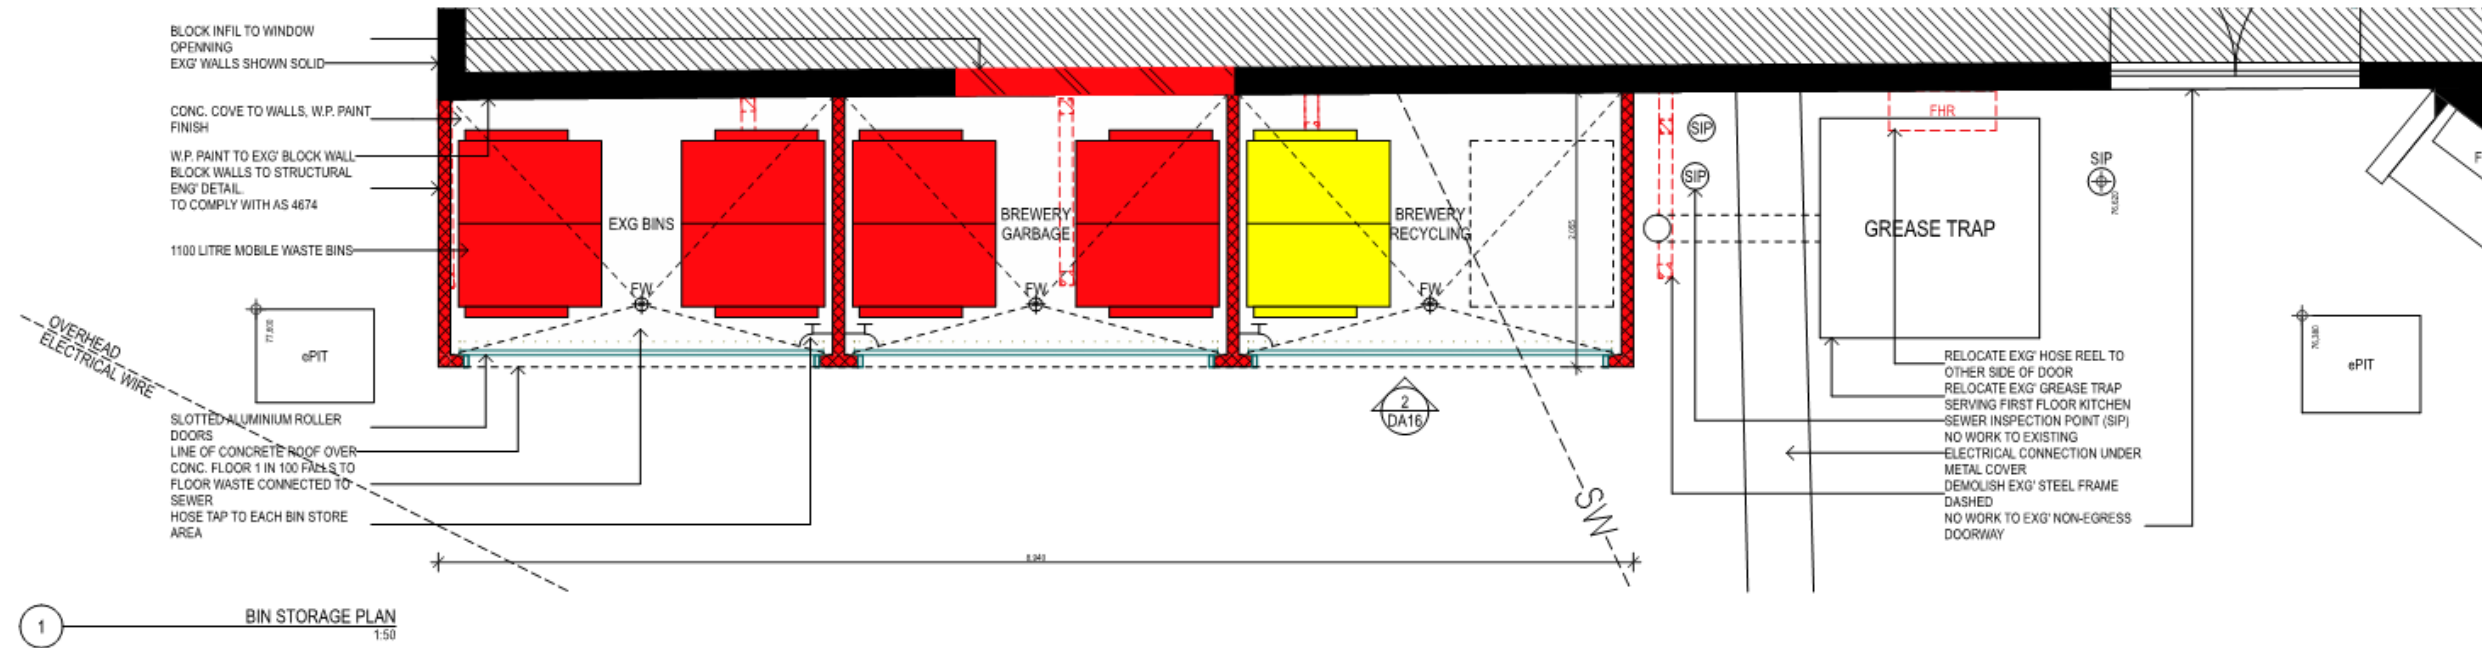 BLOCK INFIL TO WINDOW
OPENNING
EXG' WALLS SHOWN SOLID
CONC. COVE TO WALLS, W.P. PAINT
FINISH
W.P. PAINT TO EXG' BLOCK WALL
BLOCK WALLS TO STRUCTURAL
ENG' DETAIL.
TO COMPLY WITH AS 4674
1100 LITRE MOBILE WASTE BINS
OVERHEAD
ELECTRICAL WIRE
77,600
ePIT
SLOTTED ALUMINIUM ROLLER
DOORS
LINE OF CONCRETE ROOF OVER
CONC. FLOOR 1 IN 100 FALLS TO
FLOOR WASTE CONNECTED TO
SEWER
HOSE TAP TO EACH BIN STORE
AREA
EXG BINS
FW
BREWERY
GARBAGE
FW
BREWERY
RECYCLING
FW
2
DA16
SW
SIP
SIP
FHR
GREASE TRAP
SIP
76,620
F
RELOCATE EXG' HOSE REEL TO
OTHER SIDE OF DOOR
RELOCATE EXG' GREASE TRAP
SERVING FIRST FLOOR KITCHEN
SEWER INSPECTION POINT (SIP)
NO WORK TO EXISTING
ELECTRICAL CONNECTION UNDER
METAL COVER
DEMOLISH EXG' STEEL FRAME
DASHED
NO WORK TO EXG' NON-EGRESS
DOORWAY
76,380
ePIT
1
BIN STORAGE PLAN
1:50